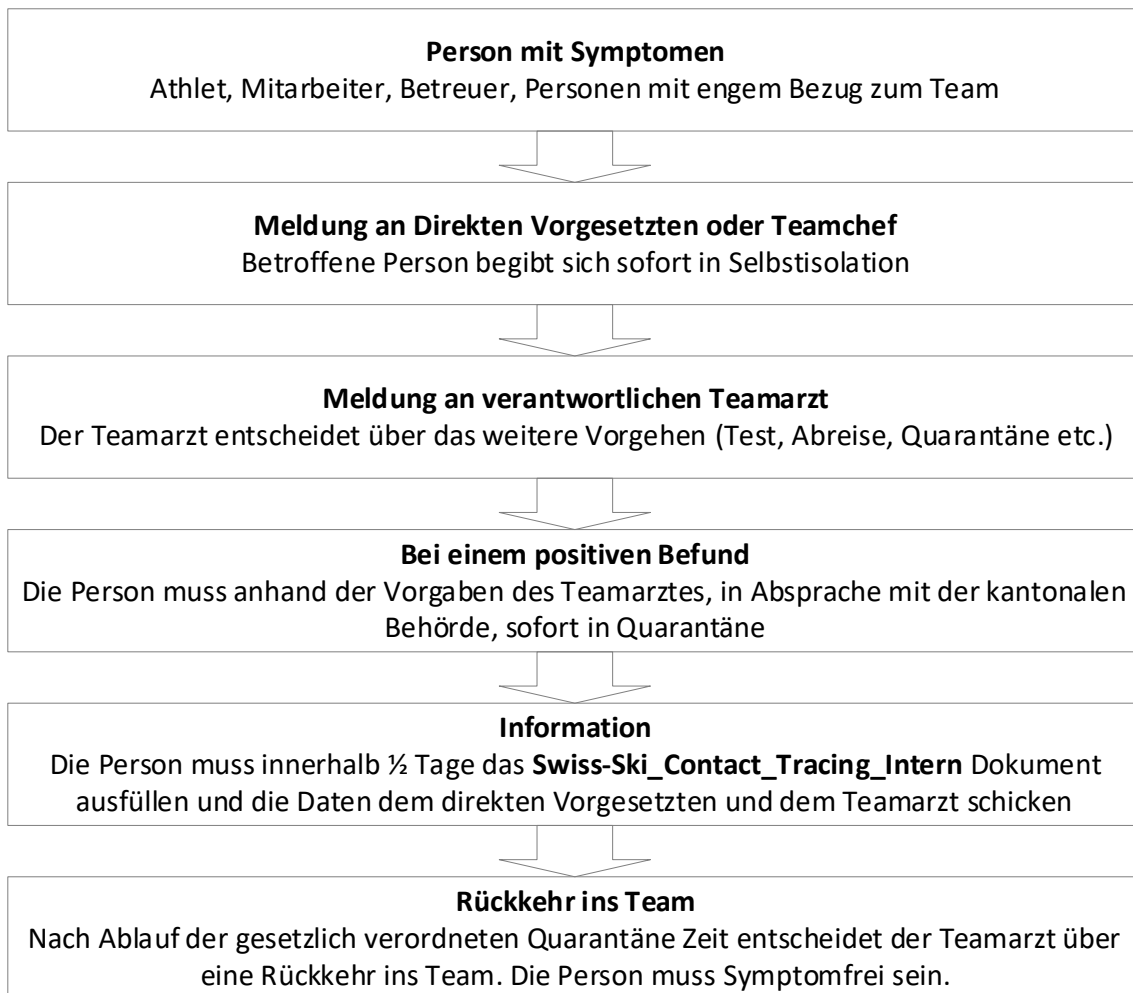 Person mit Symptomen
Athlet, Mitarbeiter, Betreuer, Personen mit engem Bezug zum Team
Meldung an Direkten Vorgesetzten oder Teamchef
Betroffene Person begibt sich sofort in Selbstisolation
Meldung an verantwortlichen Teamarzt
Der Teamarzt entscheidet über das weitere Vorgehen (Test, Abreise, Quarantäne etc.)
Bei einem positiven Befund
Die Person muss anhand der Vorgaben des Teamarztes, in Absprache mit der kantonalen
Behörde, sofort in Quarantäne
Information
Die Person muss innerhalb ½ Tage das Swiss-Ski_Contact_Tracing_Intern Dokument
ausfüllen und die Daten dem direkten Vorgesetzten und dem Teamarzt schicken
Rückkehr ins Team
Nach Ablauf der gesetzlich verordneten Quarantäne Zeit entscheidet der Teamarzt über
eine Rückkehr ins Team. Die Person muss Symptomfrei sein.